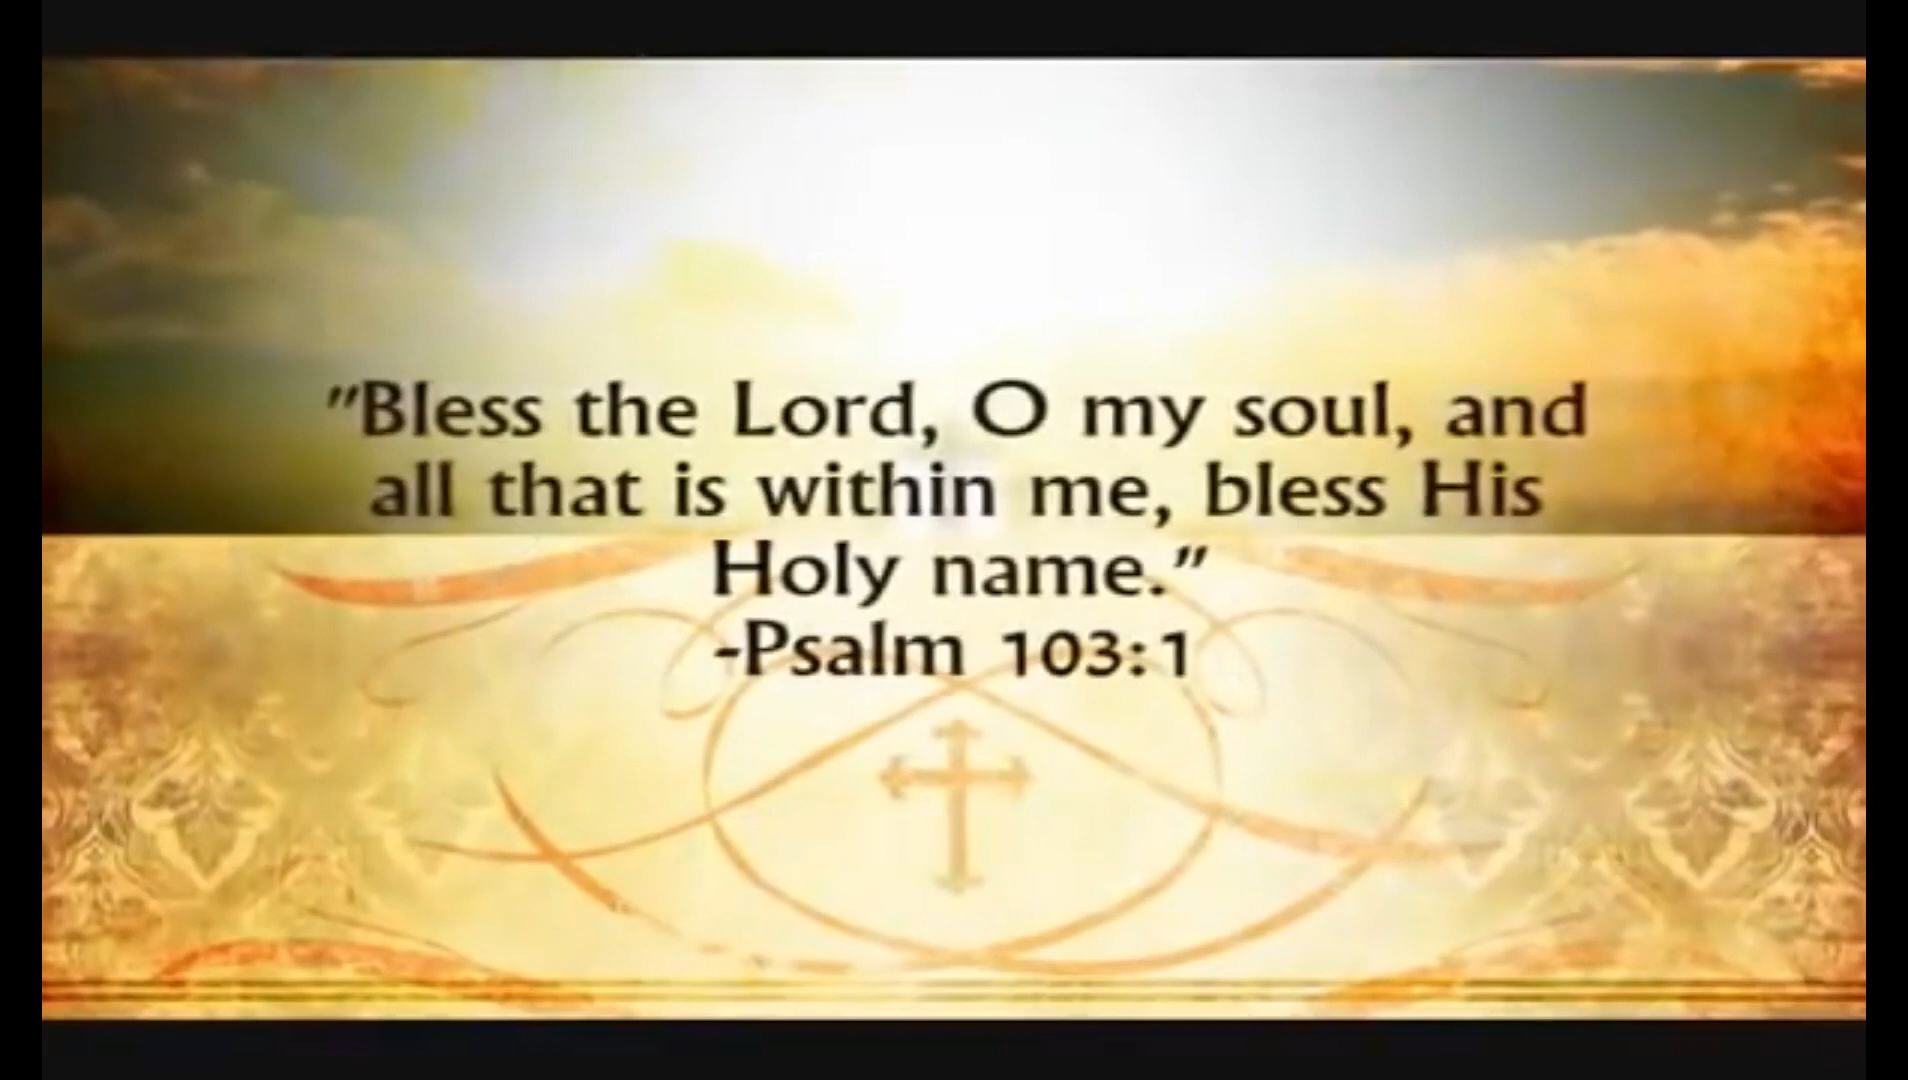 "Bless the Lord, O my soul, and
all that is within me, bless His
Holy name."
-Psalm 103:1